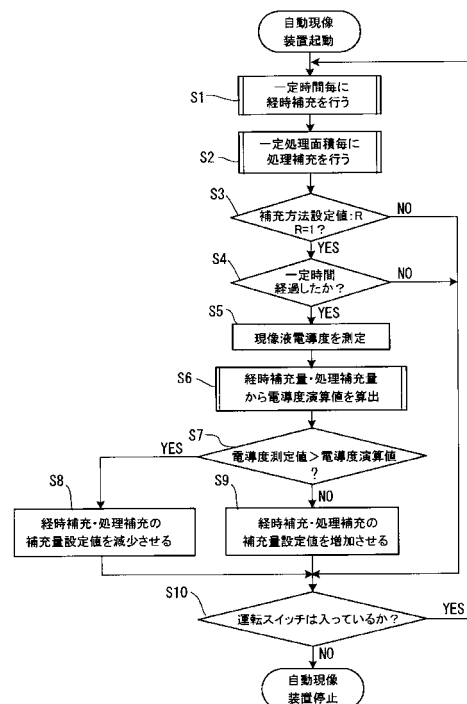 自動現像
装置起動
S1
一定時間毎に
経時補充を行う
S2
一定処理面積毎に
処理補充を行う
S3
補充方法設定値:R
R=1?
NO
YES
S4
一定時間
経過したか?
NO
YES
S5
現像液電導度を測定
S6
経時補充量・処理補充量
から電導度演算値を算出
S7
電導度測定値>電導度演算値
?
YES
NO
S8
経時補充・処理補充の
補充量設定値を減少させる
S9
経時補充・処理補充の
補充量設定値を増加させる
S10
運転スイッチは入っているか?
YES
NO
自動現像
装置停止